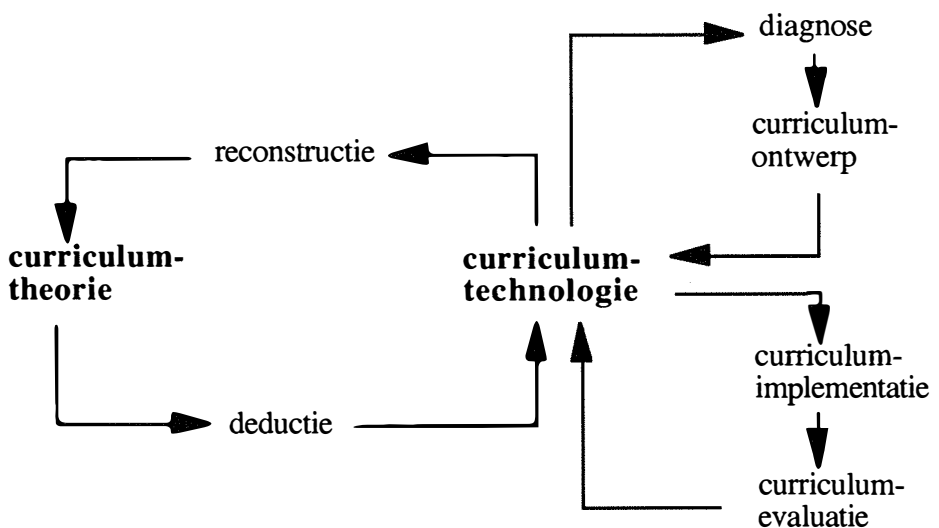 diagnose
curriculum-
ontwerp
reconstructie
curriculum-
theorie
curriculum-
technologie
curriculum-
implementatie
deductie
curriculum-
evaluatie